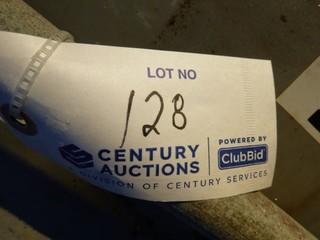 LOT NO
128
CENTURY AUCTIONS
POWERED BY
ClubBid
A DIVISION OF CENTURY SERVICES